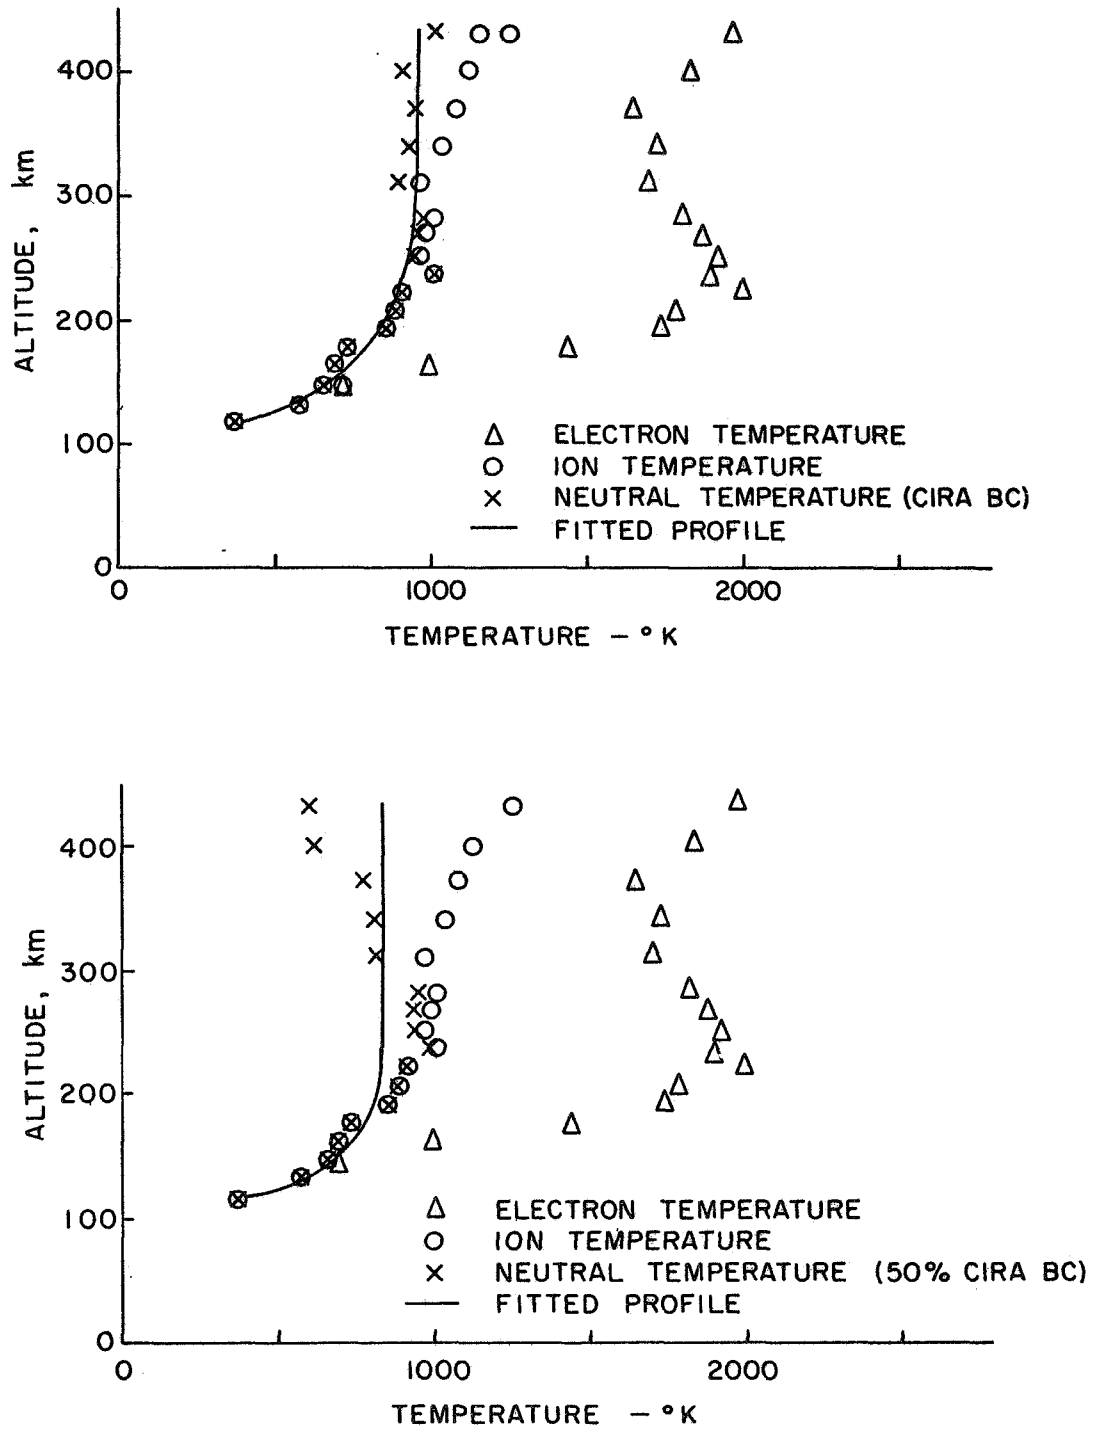 400
300
200
100
0
ALTITUDE, km
△ ELECTRON TEMPERATURE
○ ION TEMPERATURE
× NEUTRAL TEMPERATURE (CIRA BC)
— FITTED PROFILE
0 1000 2000
TEMPERATURE – °K
400
300
200
100
0
ALTITUDE, km
△ ELECTRON TEMPERATURE
○ ION TEMPERATURE
× NEUTRAL TEMPERATURE (50% CIRA BC)
— FITTED PROFILE
0 1000 2000
TEMPERATURE – °K